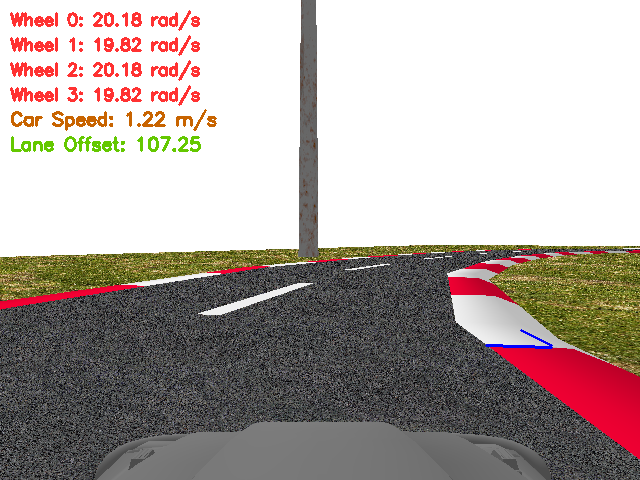 Wheel 0: 20.18 rad/s
Wheel 1: 19.82 rad/s
Wheel 2: 20.18 rad/s
Wheel 3: 19.82 rad/s
Car Speed: 1.22 m/s
Lane Offset: 107.25